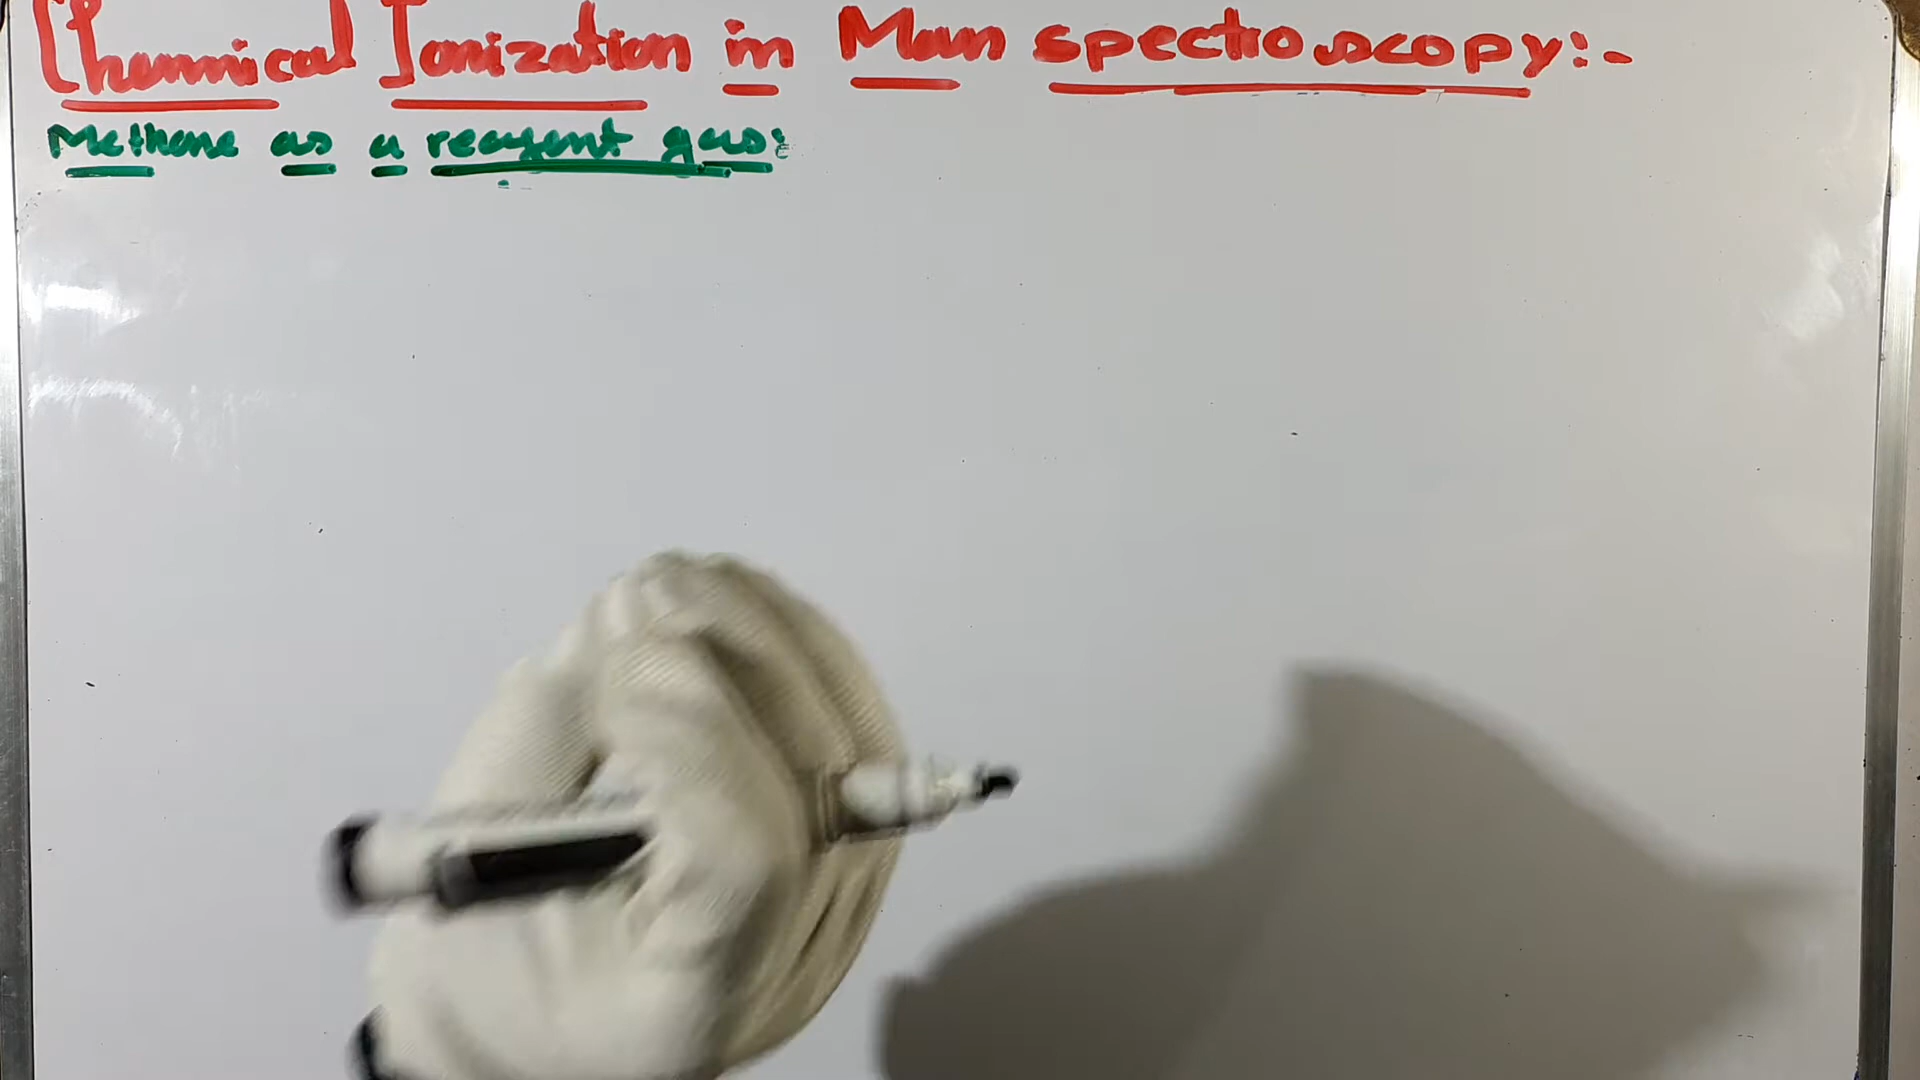 Chemical Ionization in Mass spectroscopy:-
Methane as a reagent gas: